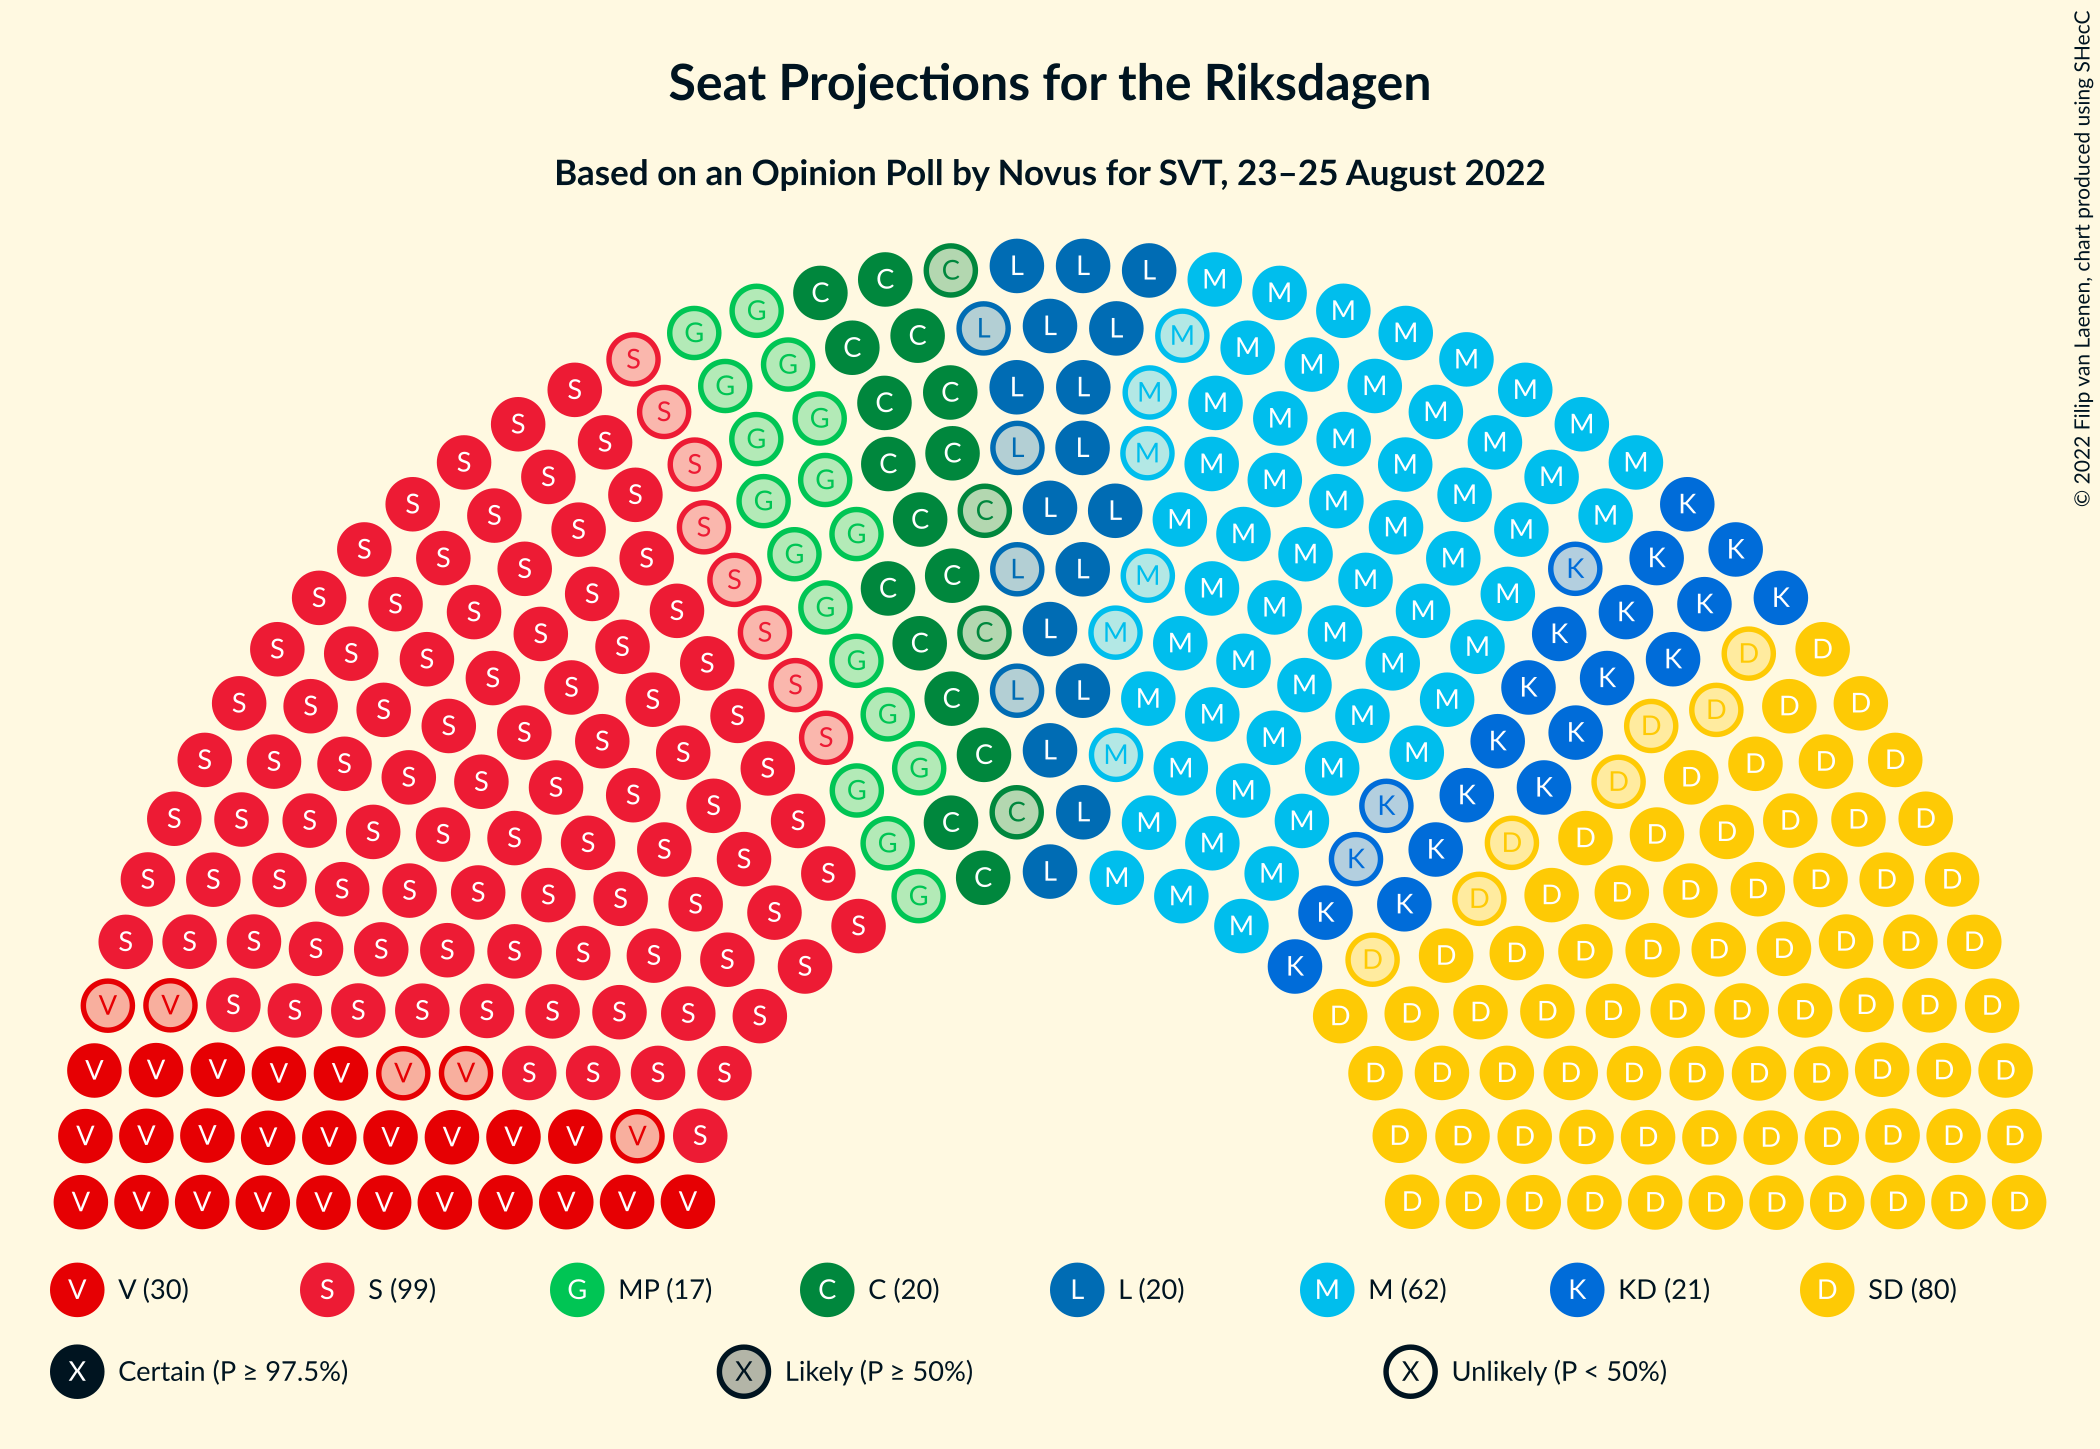 Seat Projections for the Riksdagen
Based on an Opinion Poll by Novus for SVT, 23–25 August 2022
© 2022 Filip van Laenen, chart produced using SHecC
V V (30) S S (99) G MP (17) C C (20) L L (20) M M (62) K KD (21) D SD (80)
X Certain (P ≥ 97.5%) X Likely (P ≥ 50%) X Unlikely (P < 50%)